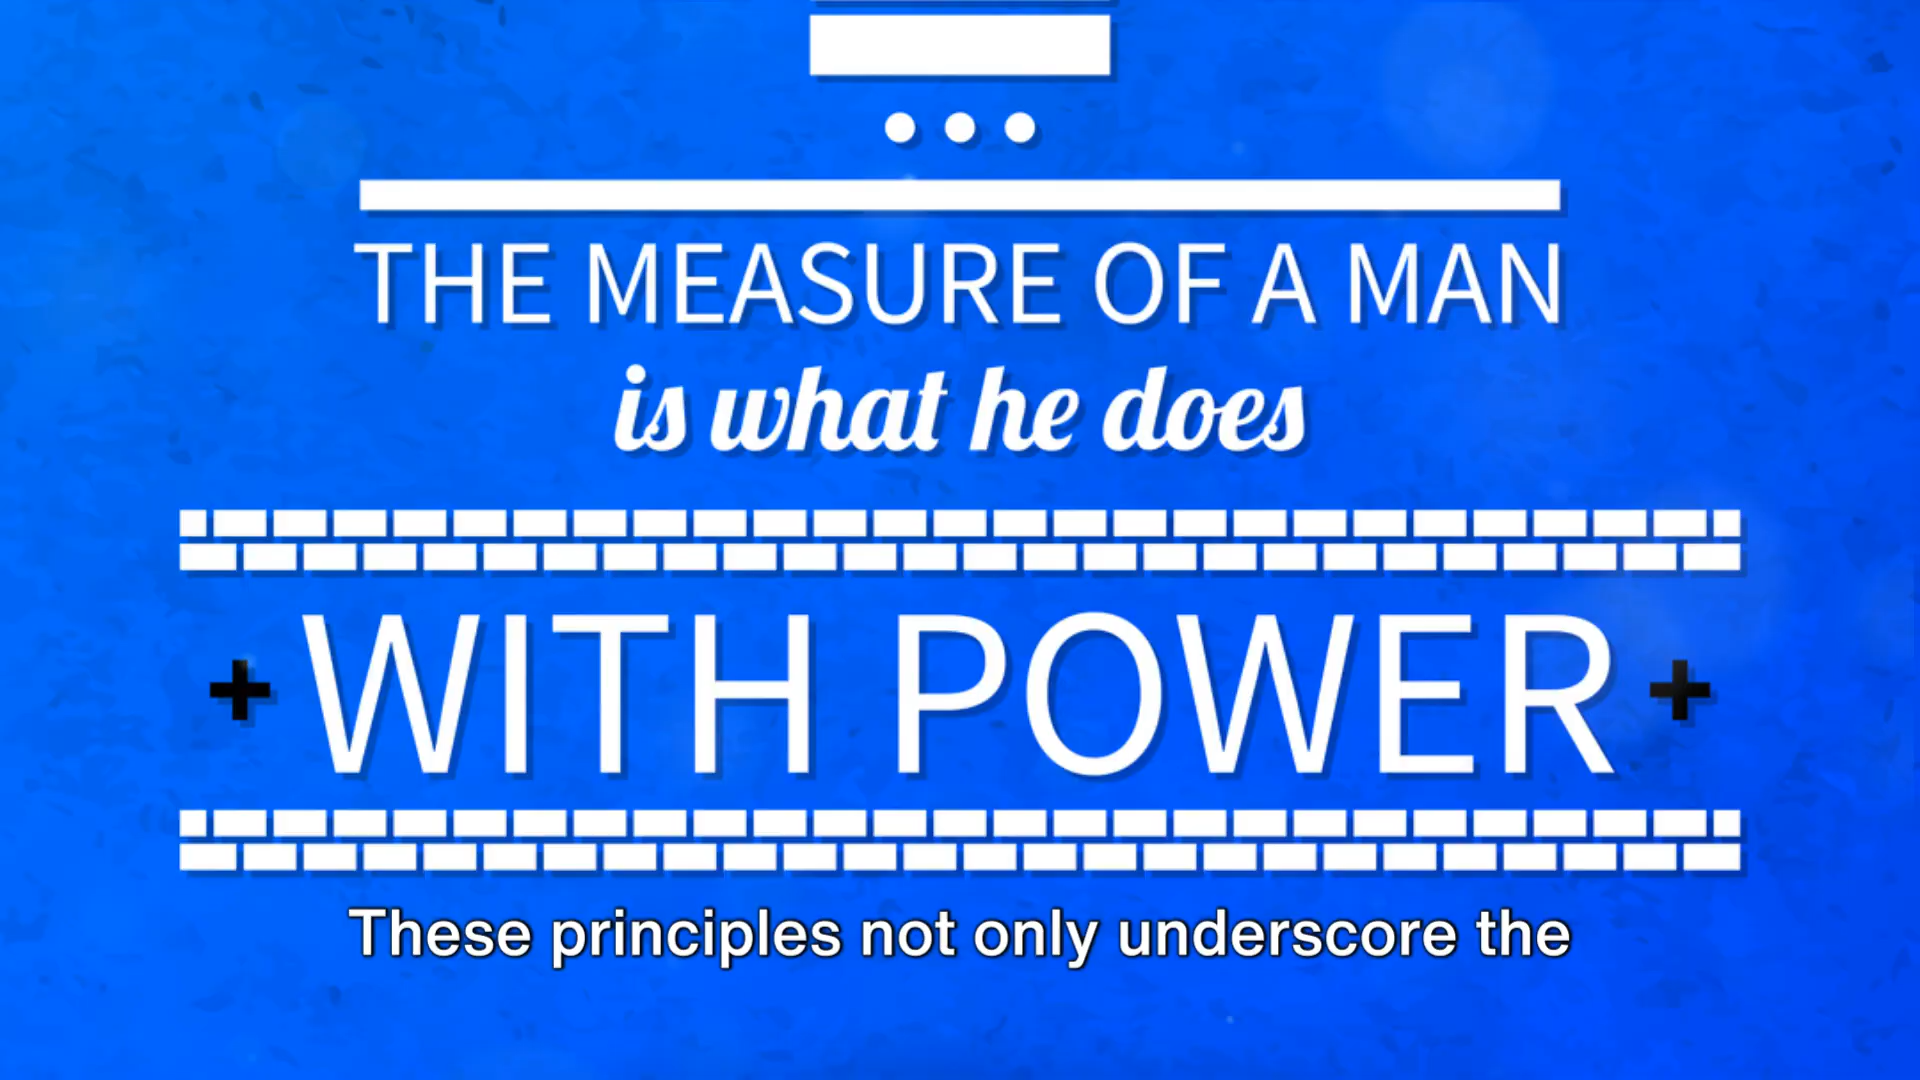 THE MEASURE OF A MAN
is what he does
WITH POWER
These principles not only underscore the